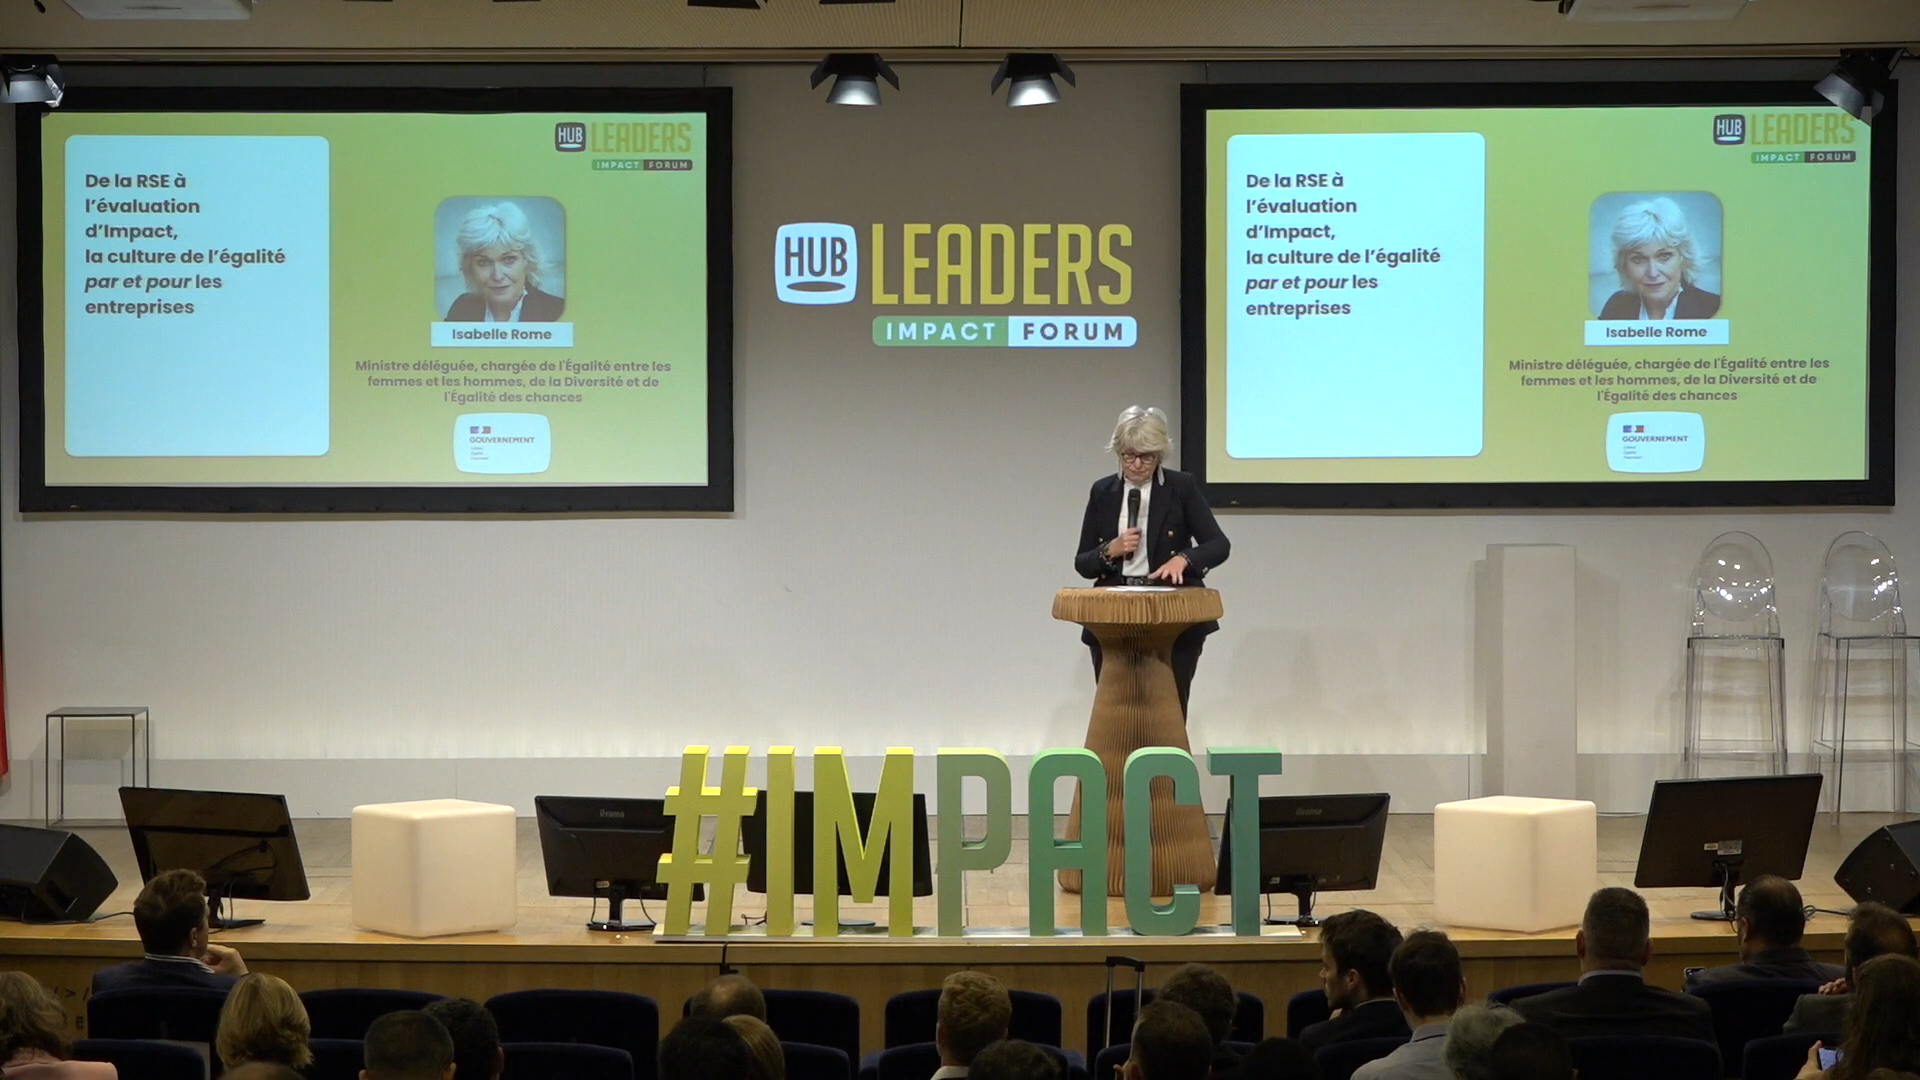 De la RSE à
l'évaluation
d'Impact,
la culture de l'égalité
par et pour les
entreprises
HUB LEADERS
IMPACT FORUM
Isabelle Rome
Ministre déléguée, chargée de l'Égalité entre les
femmes et les hommes, de la Diversité et de
l'Égalité des chances
GOUVERNEMENT
HUB LEADERS
IMPACT FORUM
De la RSE à
l'évaluation
d'Impact,
la culture de l'égalité
par et pour les
entreprises
HUB LEADERS
IMPACT FORUM
Isabelle Rome
Ministre déléguée, chargée de l'Égalité entre les
femmes et les hommes, de la Diversité et de
l'Égalité des chances
GOUVERNEMENT
#IMPACT